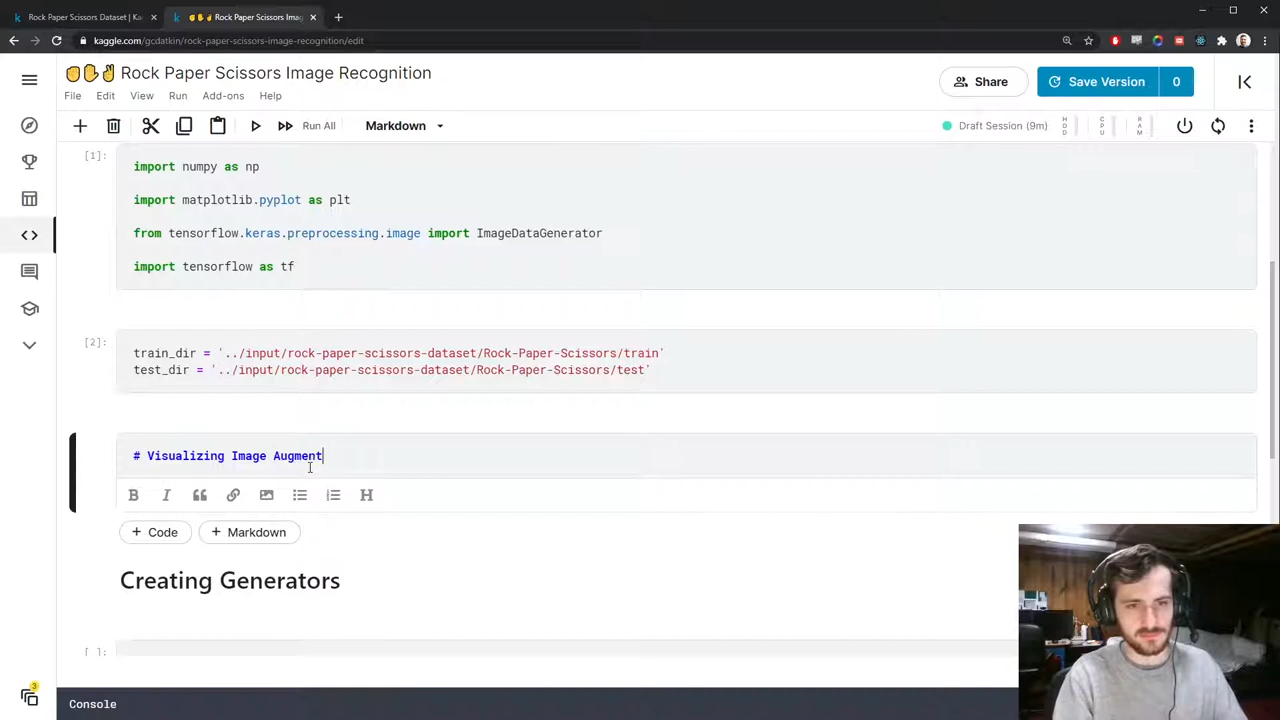 Rock Paper Scissors Dataset | Ka
✊✋✌ Rock Paper Scissors Imag
kaggle.com/gcdatkin/rock-paper-scissors-image-recognition/edit
✊✋✌ Rock Paper Scissors Image Recognition
File Edit View Run Add-ons Help
Share
Save Version 0
Run All
Markdown
Draft Session (9m)
HDD
CPU
RAM
[1]:
import numpy as np
import matplotlib.pyplot as plt
from tensorflow.keras.preprocessing.image import ImageDataGenerator
import tensorflow as tf
[2]:
train_dir = '../input/rock-paper-scissors-dataset/Rock-Paper-Scissors/train'
test_dir = '../input/rock-paper-scissors-dataset/Rock-Paper-Scissors/test'
# Visualizing Image Augment
B I H
+ Code + Markdown
Creating Generators
[ ]:
3
Console